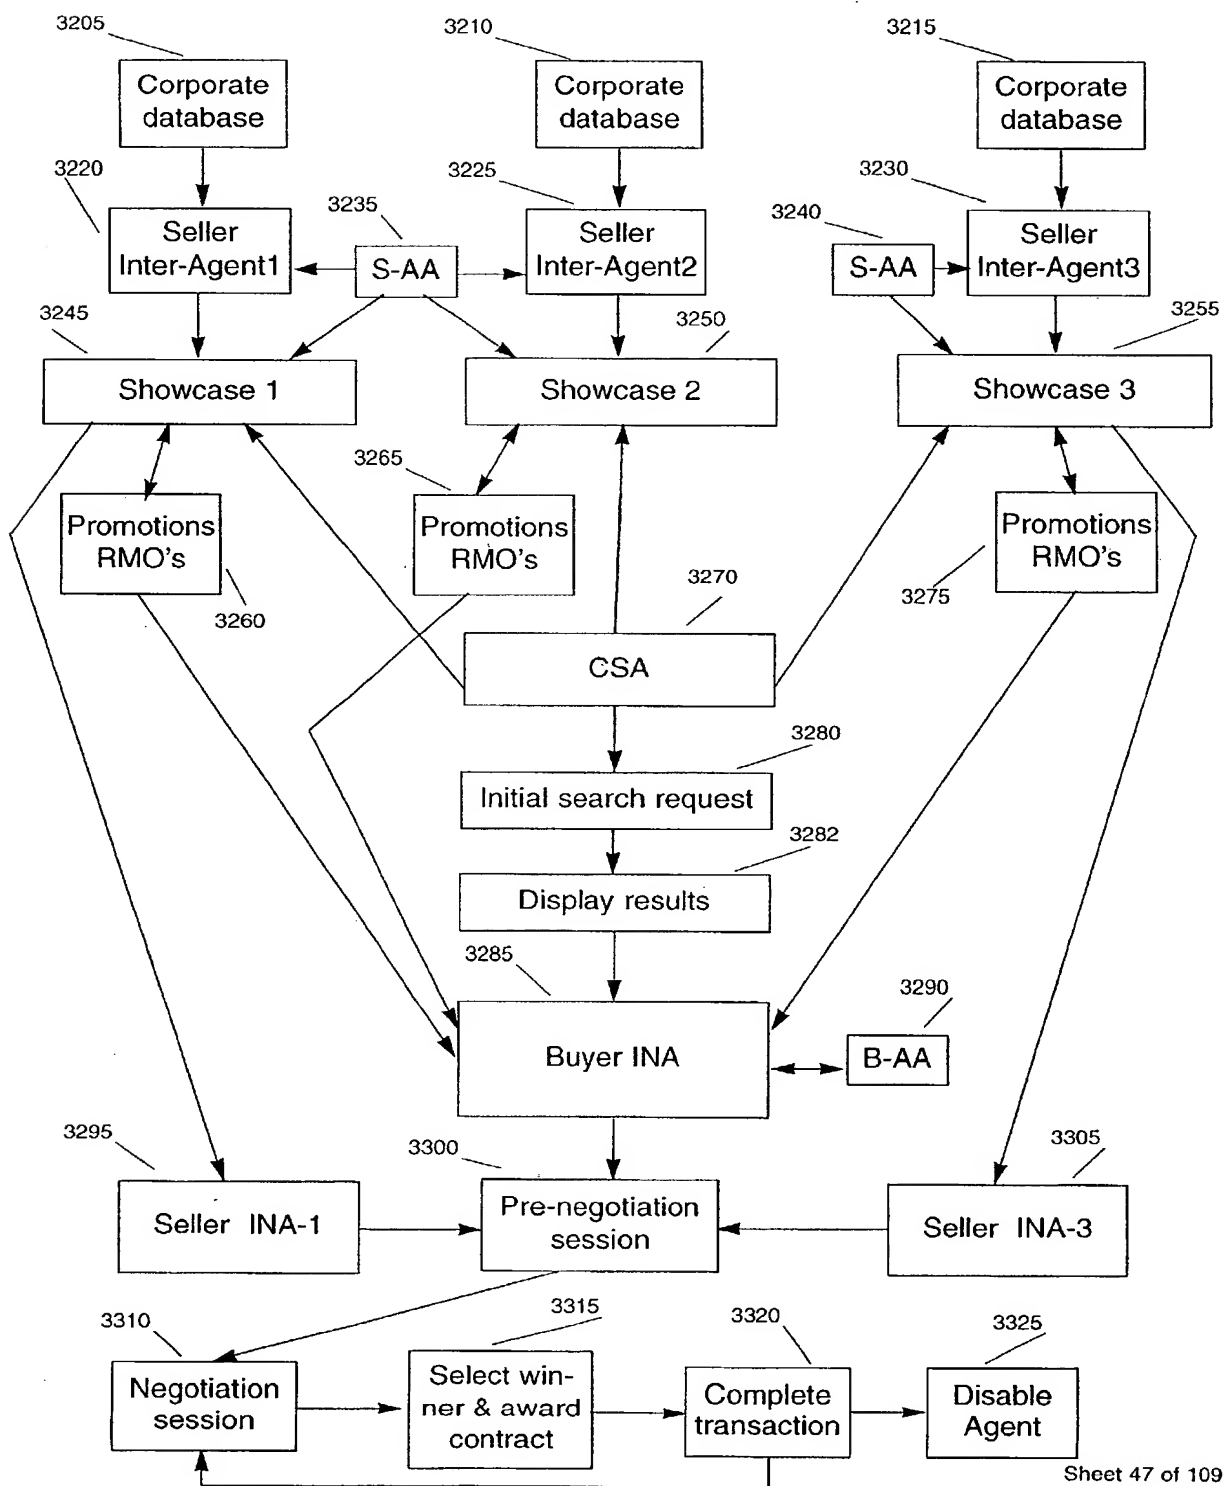 3205
3210
3215
Corporate
database
Corporate
database
Corporate
database
3220
3225
3230
3235
3240
Seller
Inter-Agent1
S-AA
Seller
Inter-Agent2
S-AA
Seller
Inter-Agent3
3245
3250
3255
Showcase 1
Showcase 2
Showcase 3
3265
Promotions
RMO's
Promotions
RMO's
Promotions
RMO's
3260
3270
3275
CSA
3280
Initial search request
3282
Display results
3285
3290
Buyer INA
B-AA
3295
3300
3305
Seller INA-1
Pre-negotiation
session
Seller INA-3
3310
3315
3320
3325
Negotiation
session
Select win-
ner & award
contract
Complete
transaction
Disable
Agent
Sheet 47 of 109